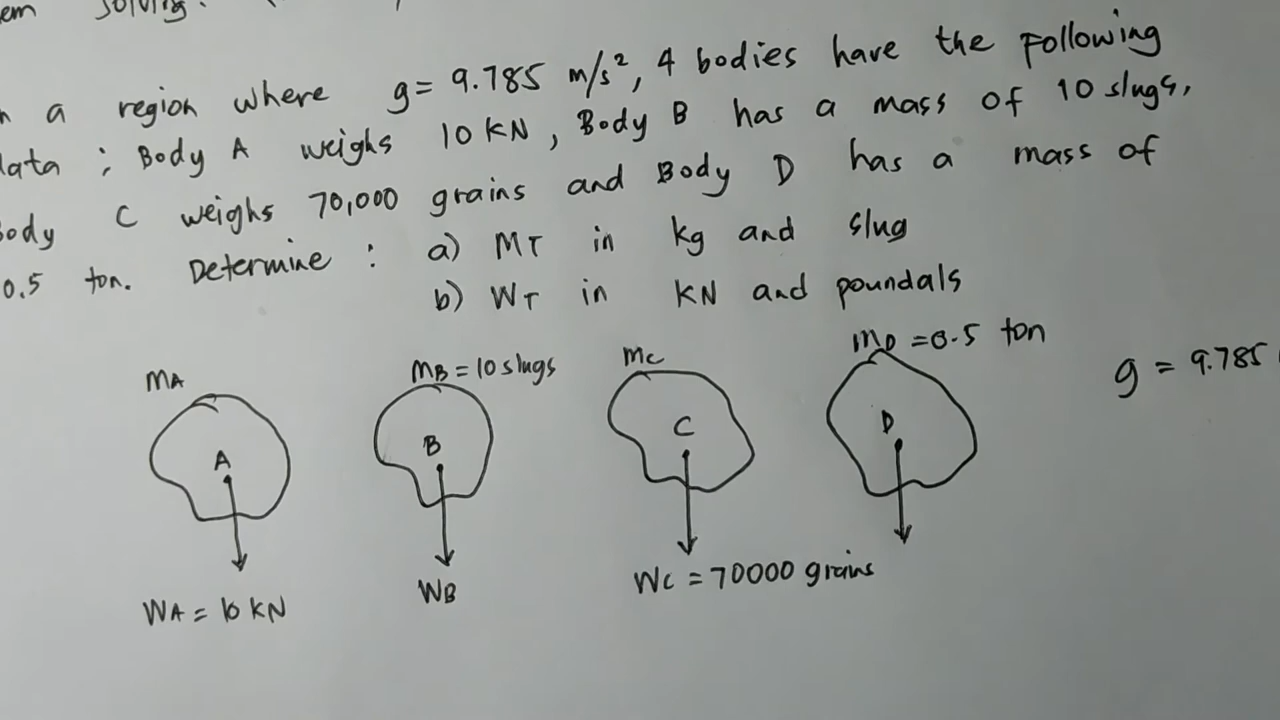 solving.
a region where g = 9.785 m/s², 4 bodies have the following
data ; Body A weighs 10 KN, Body B has a mass of 10 slugs,
Body C weighs 70,000 grains and Body D has a mass of
0.5 ton. Determine : a) MT in kg and slug
b) WT in KN and poundals
MA
MB = 10 slugs
MC
MD = 0.5 ton
g = 9.785
A
B
C
D
WA = 10 KN
WB
WC = 70000 grains